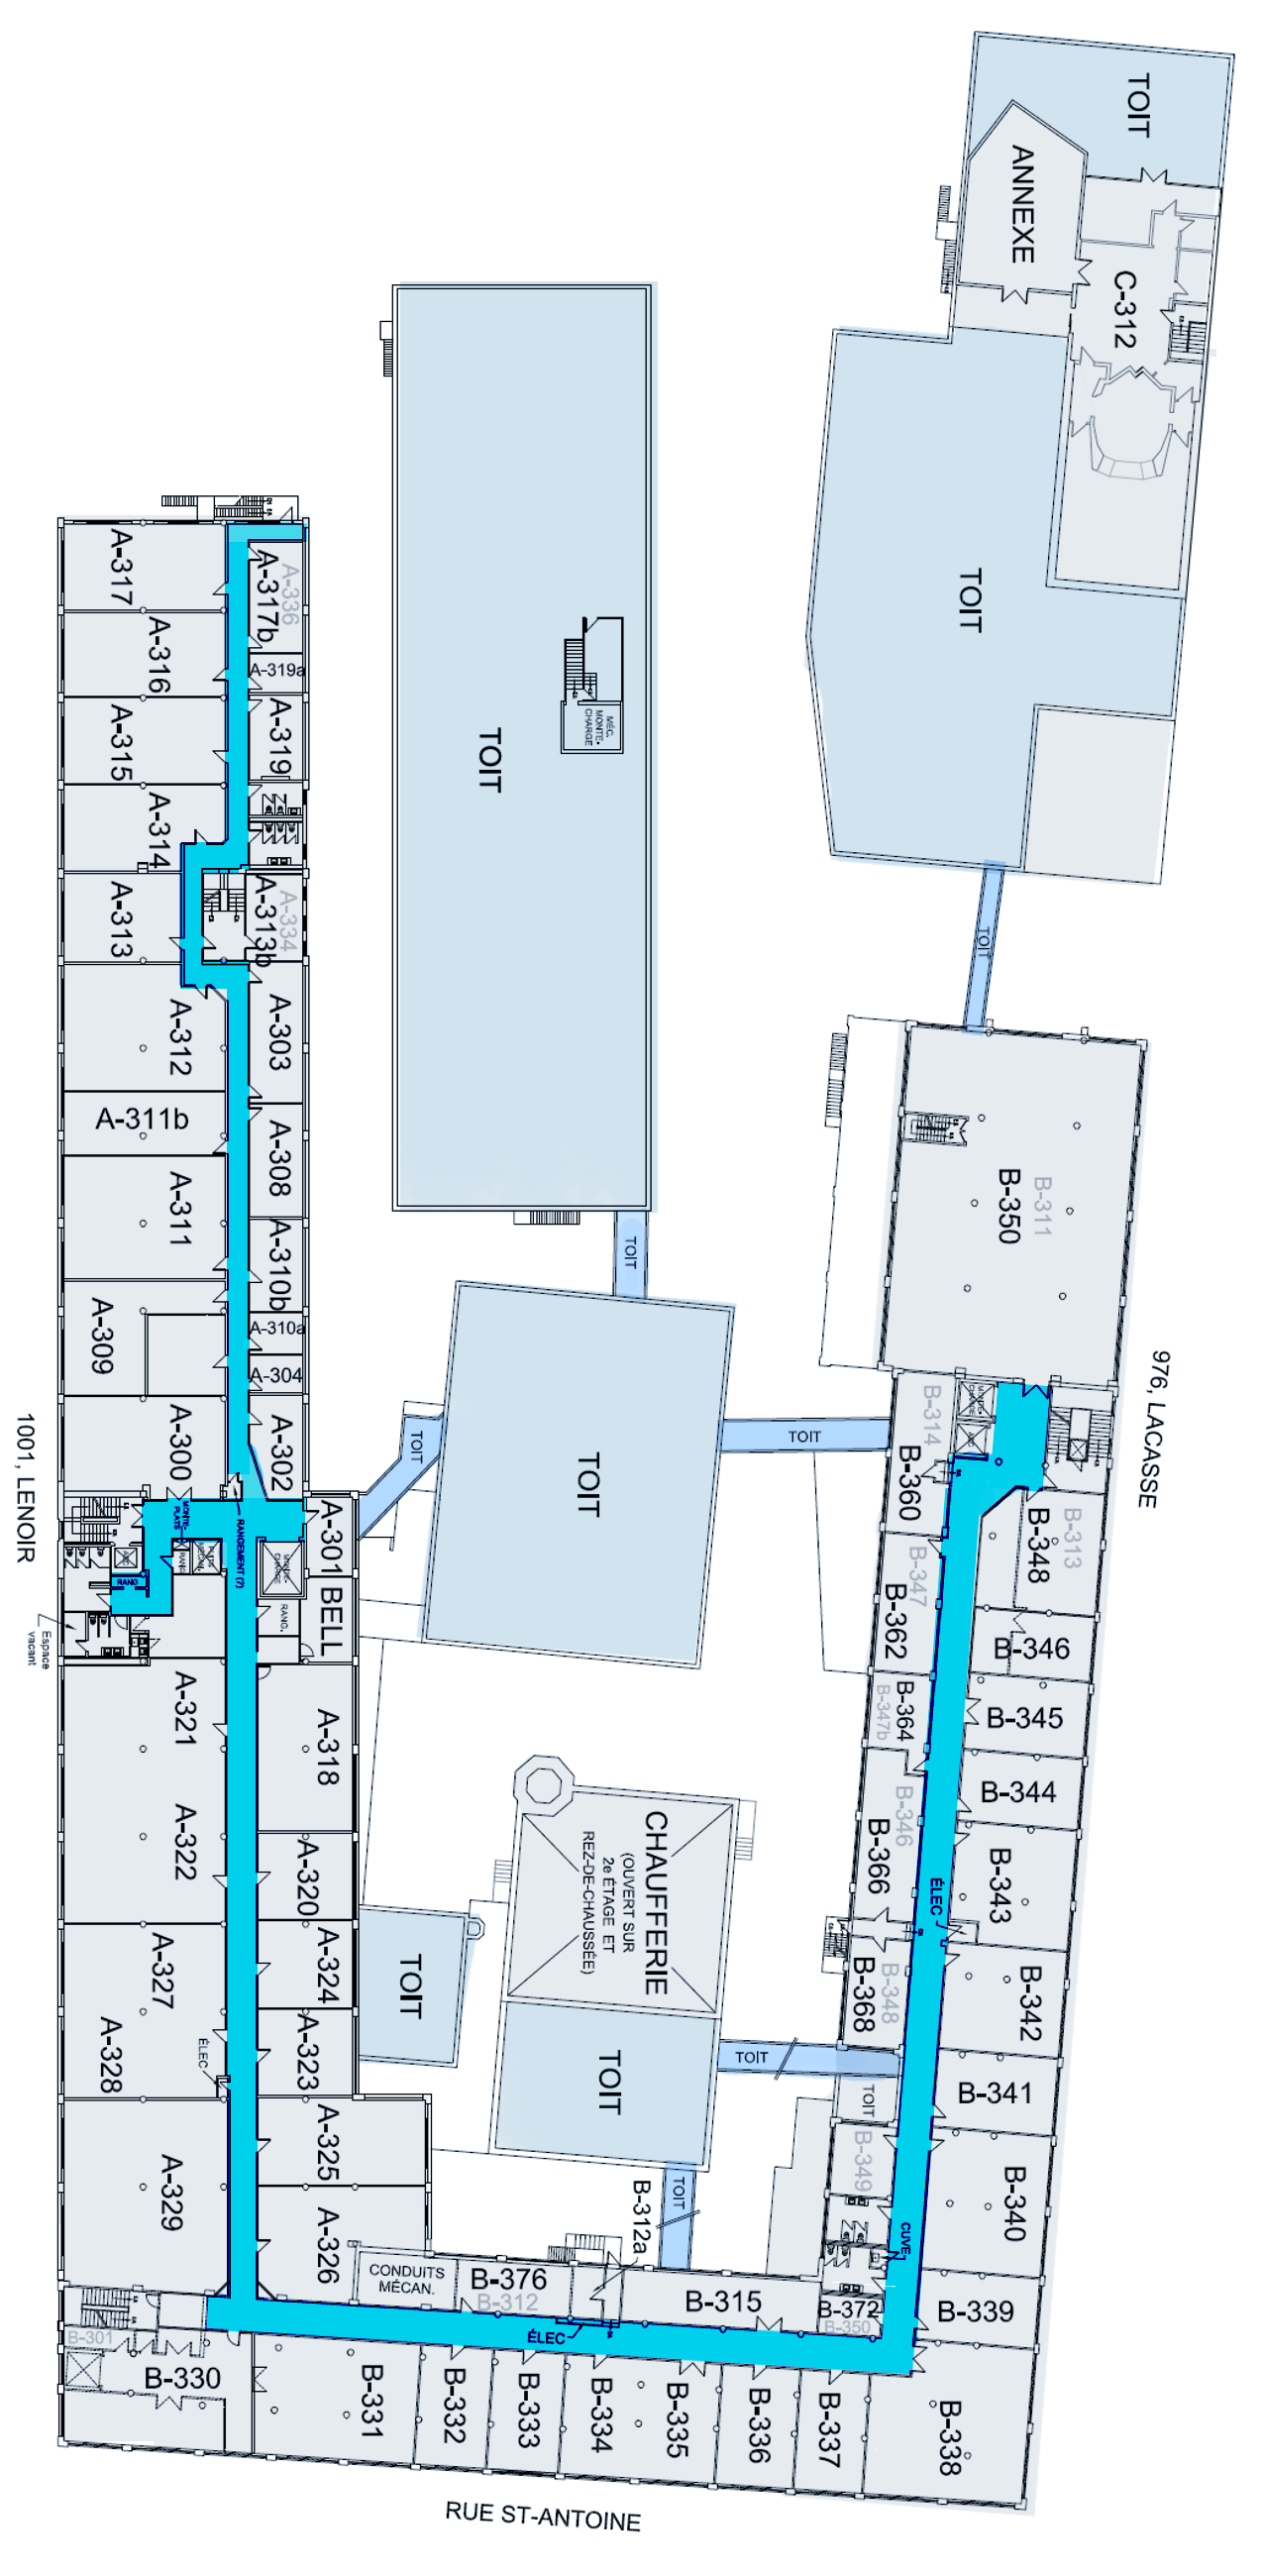 TOIT
ANNEXE
C-312
TOIT
MÉC.
MONTE-
CHARGE
TOIT
TOIT
A-317
A-336
A-317b
A-316
A-319a
A-315
A-319
A-314
A-313
A-334
A-313b
A-312
A-303
A-311b
A-308
A-311
A-310b
A-309
A-310a
A-304
A-300
A-302
1001, LENOIR
MONTE-
PLATS
RANGEMENT (?)
A-301
MONTE-
CHARGE
RANG.
RANG
BELL
RANG.
Espace
vacant
A-321
A-318
A-322
A-320
A-327
A-324
A-328
ÉLEC
A-323
A-325
A-329
A-326
TOIT
TOIT
TOIT
TOIT
B-311
B-350
976, LACASSE
B-314
B-360
MONTE-
CHARGE
B-313
B-348
B-347
B-362
B-346
B-364
B-347b
B-345
B-344
B-346
B-366
ÉLEC
B-343
B-348
B-368
B-342
TOIT
TOIT
B-341
B-349
B-340
CUVE
CHAUFFERIE
(OUVERT SUR
2e ÉTAGE ET
REZ-DE-CHAUSSÉE)
TOIT
TOIT
TOIT
B-312a
CONDUITS
MÉCAN.
B-376
B-312
B-315
B-372
B-350
B-339
ÉLEC
B-301
B-330
B-331
B-332
B-333
B-334
B-335
B-336
B-337
B-338
RUE ST-ANTOINE